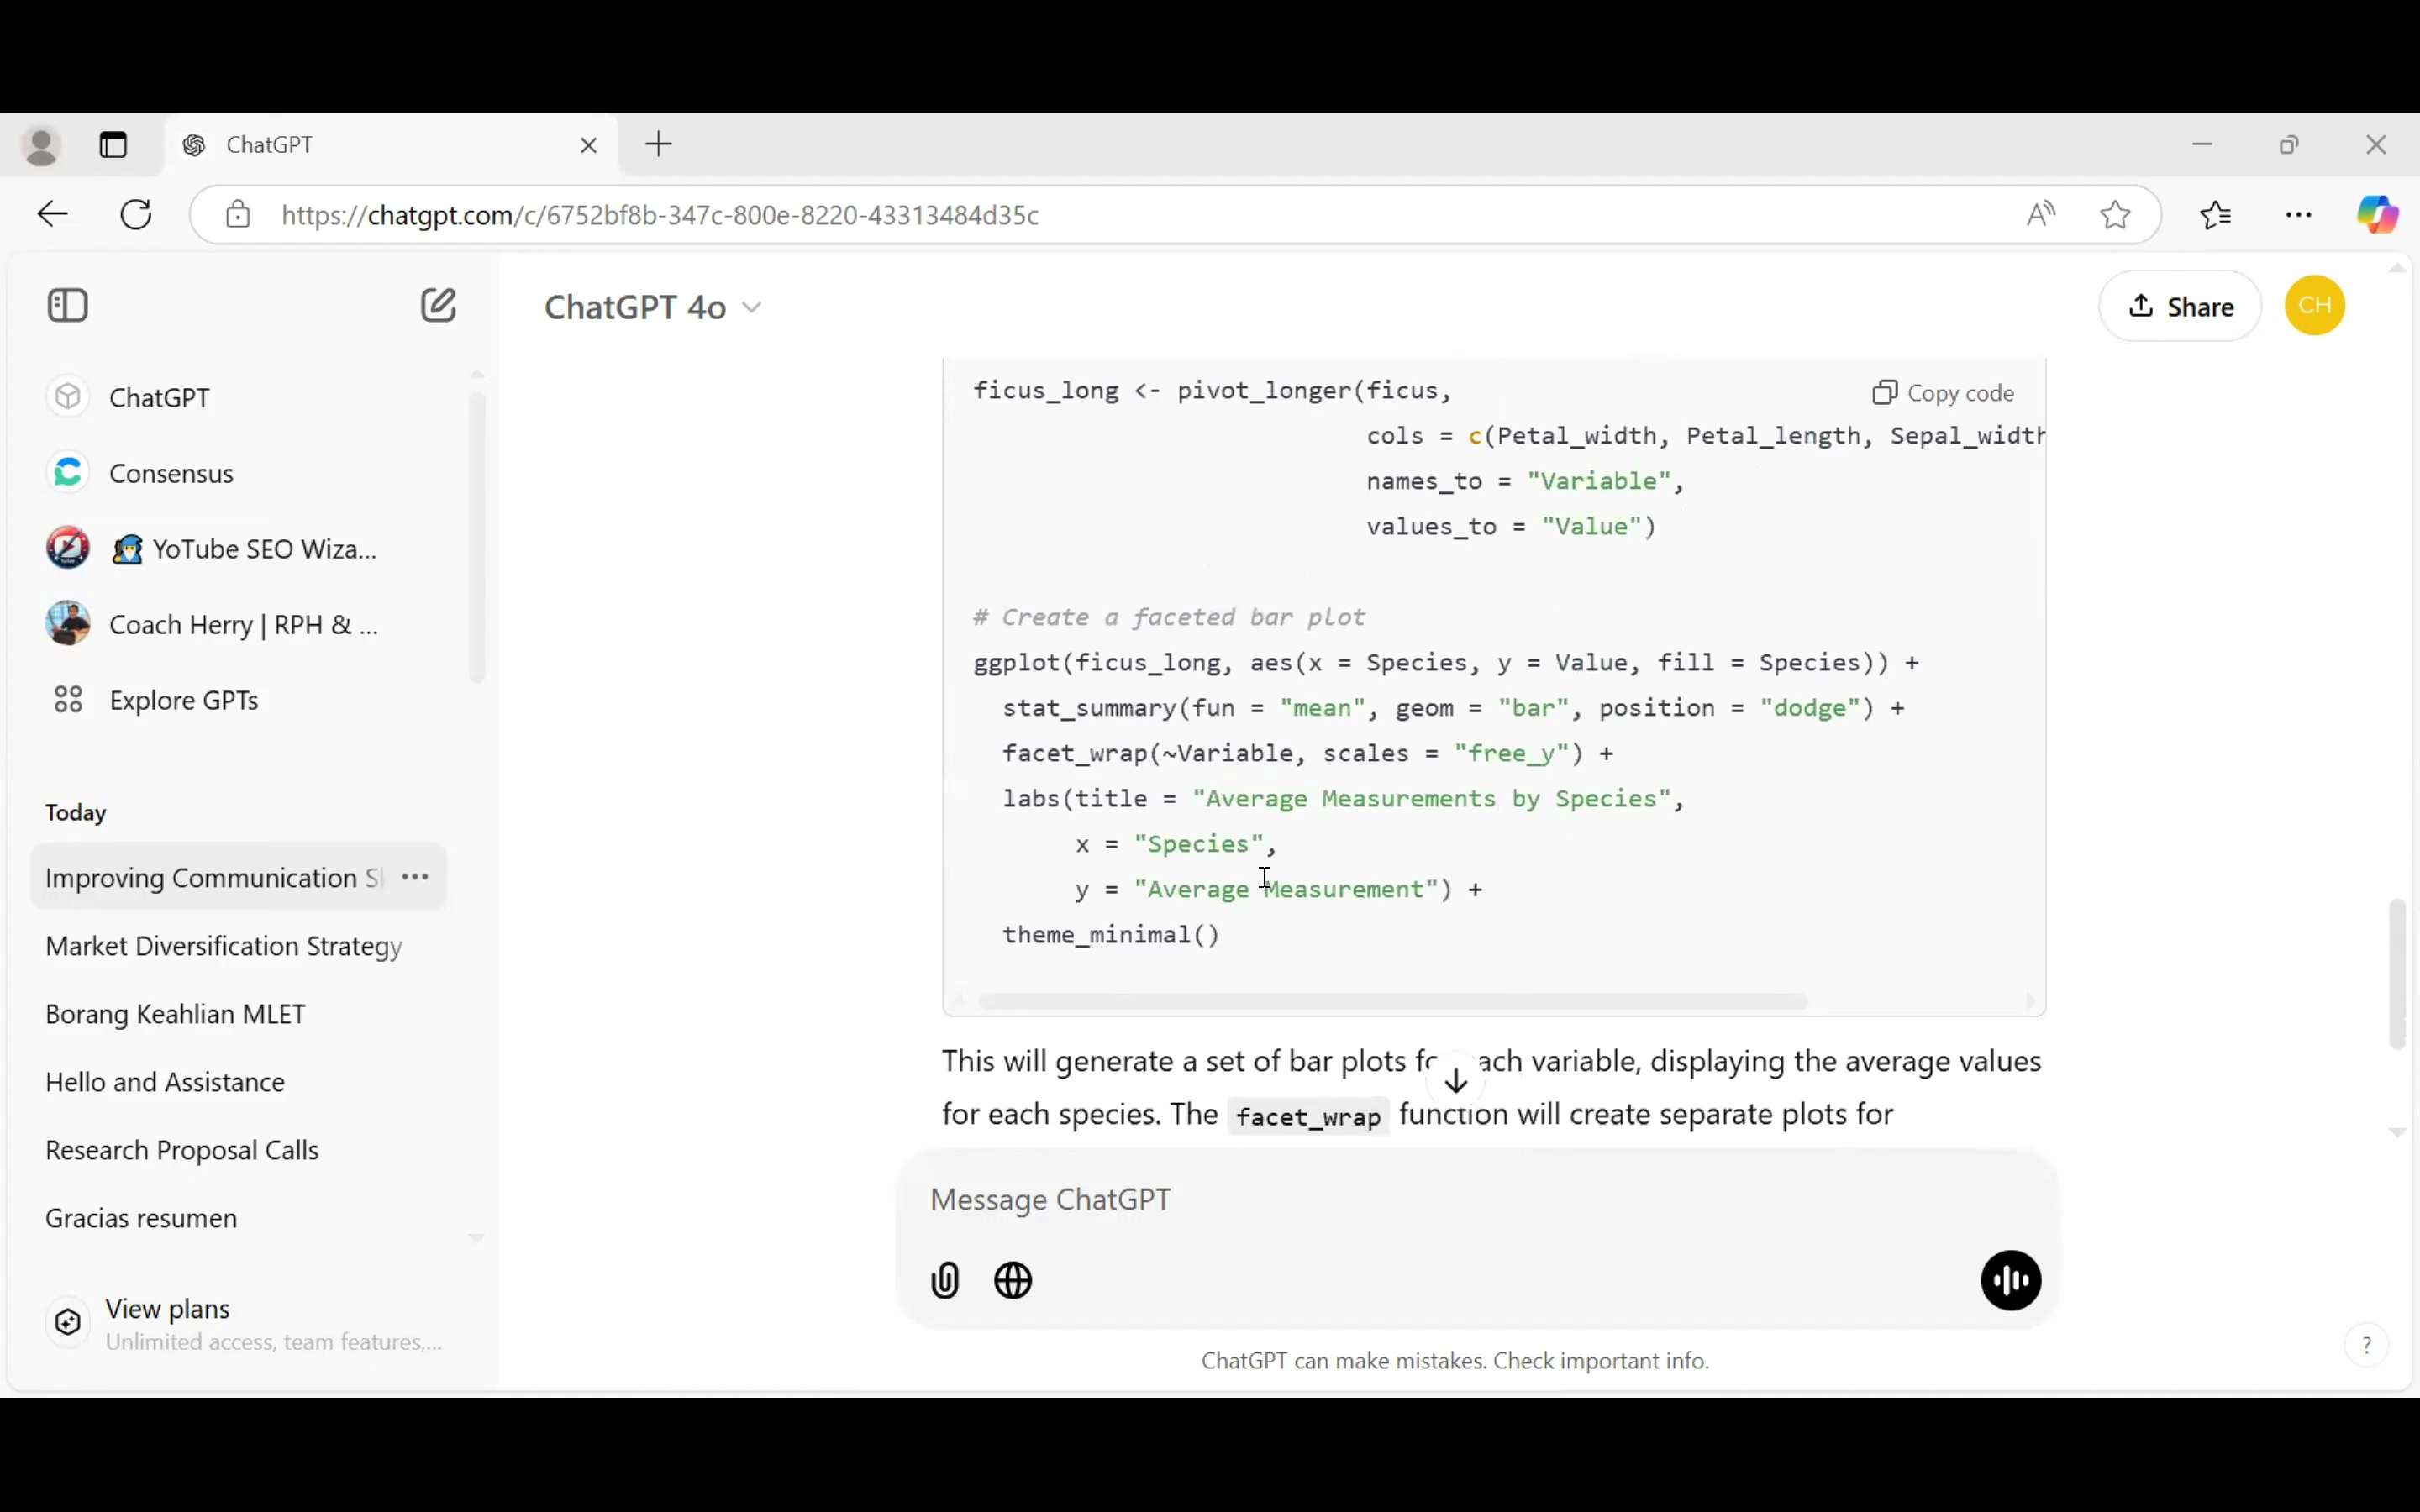 ChatGPT
https://chatgpt.com/c/6752bf8b-347c-800e-8220-43313484d35c
ChatGPT 4o
Share
CH
ChatGPT
Consensus
YoTube SEO Wiza...
Coach Herry | RPH & ...
Explore GPTs
Today
Improving Communication S
Market Diversification Strategy
Borang Keahlian MLET
Hello and Assistance
Research Proposal Calls
Gracias resumen
View plans
Unlimited access, team features,...
ficus_long <- pivot_longer(ficus,
Copy code
cols = c(Petal_width, Petal_length, Sepal_width
names_to = "Variable",
values_to = "Value")
# Create a faceted bar plot
ggplot(ficus_long, aes(x = Species, y = Value, fill = Species)) +
stat_summary(fun = "mean", geom = "bar", position = "dodge") +
facet_wrap(~Variable, scales = "free_y") +
labs(title = "Average Measurements by Species",
x = "Species",
y = "Average Measurement") +
theme_minimal()
This will generate a set of bar plots fo ach variable, displaying the average values
for each species. The facet_wrap function will create separate plots for
Message ChatGPT
ChatGPT can make mistakes. Check important info.
?